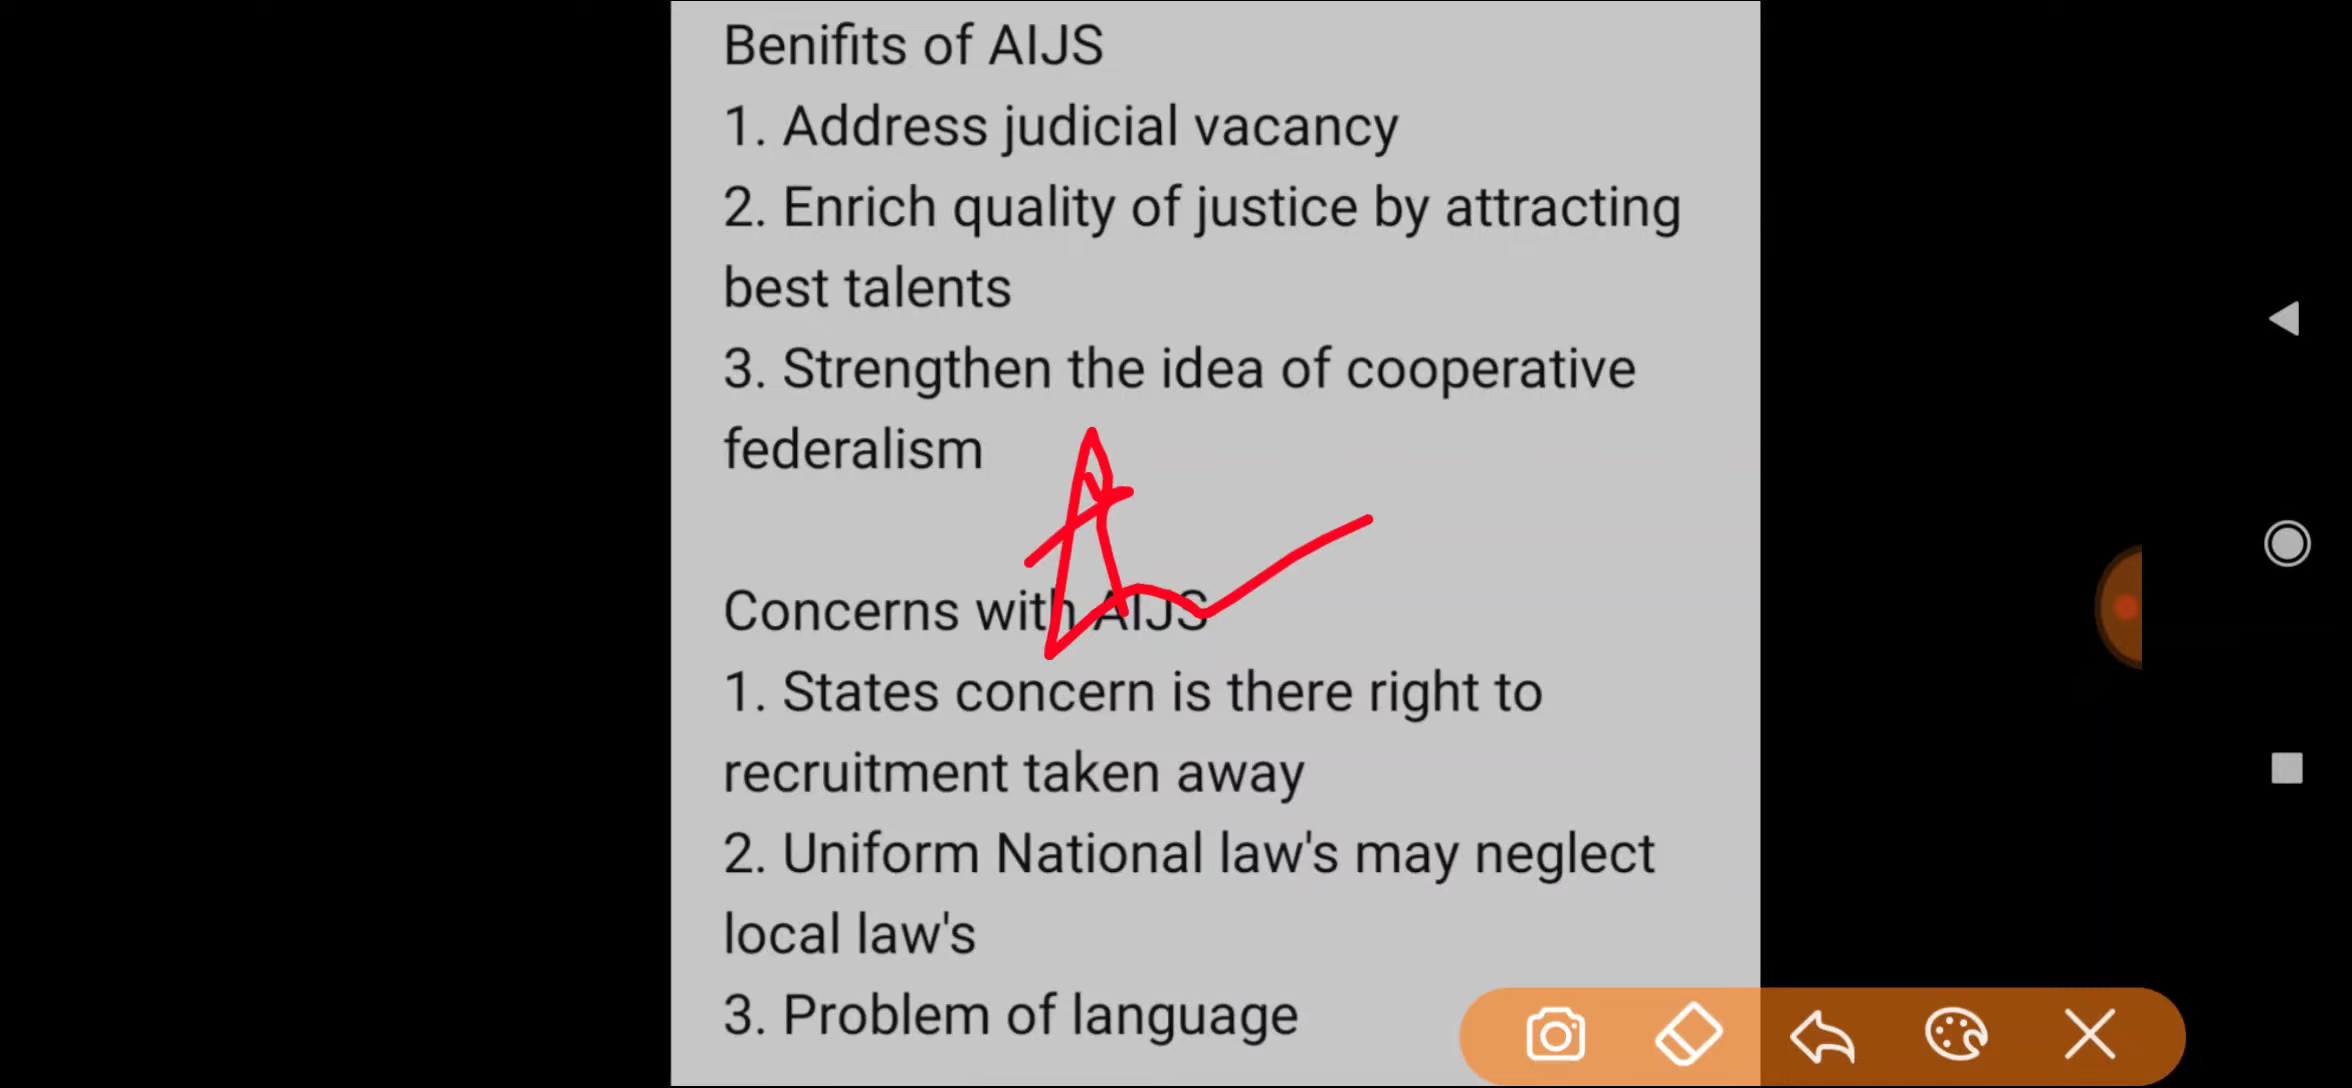 Benifits of AIJS
1. Address judicial vacancy
2. Enrich quality of justice by attracting
best talents
3. Strengthen the idea of cooperative
federalism
Concerns with AIJS
1. States concern is there right to
recruitment taken away
2. Uniform National law's may neglect
local law's
3. Problem of language